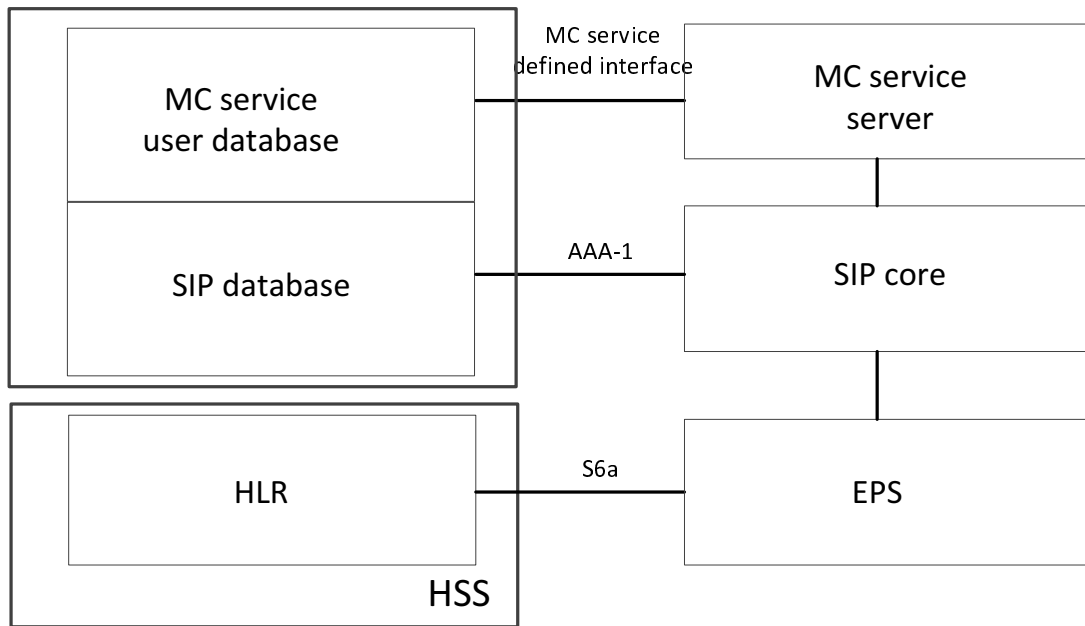 MC service
defined interface
MC service
user database
MC service
server
SIP database
AAA-1
SIP core
HLR
S6a
EPS
HSS